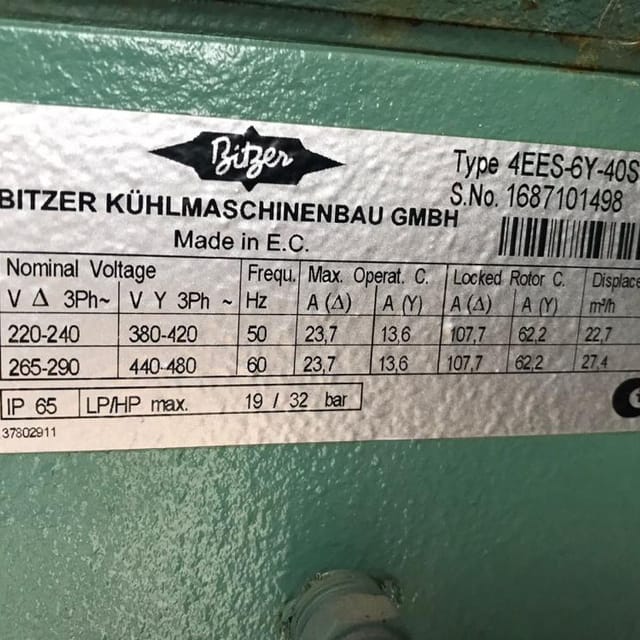 Bitzer
Type 4EES-6Y-40S
S.No. 1687101498
BITZER KÜHLMASCHINENBAU GMBH
Made in E.C.
Nominal Voltage Frequ. Max. Operat. C. Locked Rotor C. Displace
V Δ 3Ph~ V Y 3Ph ~ Hz A (Δ) A (Y) A (Δ) A (Y) m³/h
220-240 380-420 50 23,7 13,6 107,7 62,2 22,7
265-290 440-480 60 23,7 13,6 107,7 62,2 27,4
IP 65 LP/HP max. 19 / 32 bar
37802911